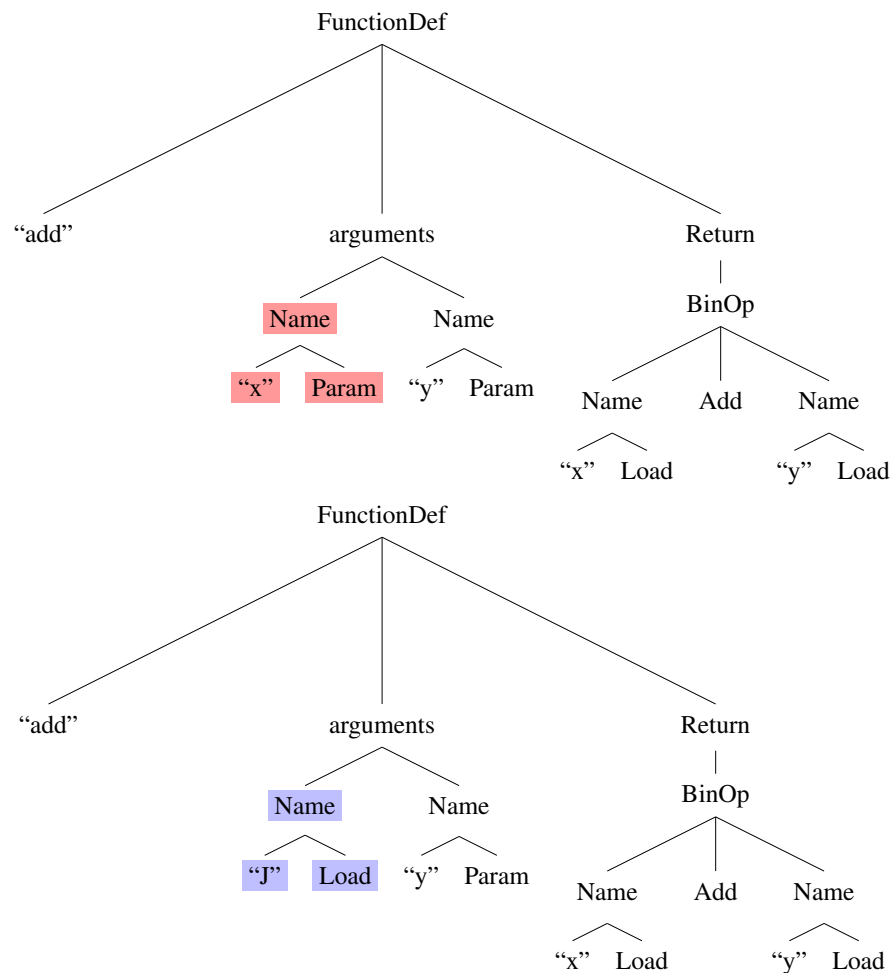 FunctionDef
“add” arguments Return
Name Name BinOp
“x” Param “y” Param Name Add Name
“x” Load “y” Load
FunctionDef
“add” arguments Return
Name Name BinOp
“J” Load “y” Param Name Add Name
“x” Load “y” Load